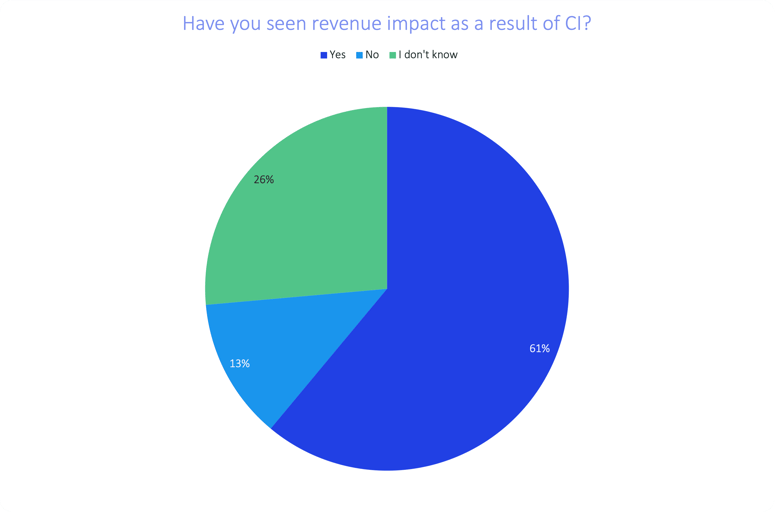 Have you seen revenue impact as a result of CI?
Yes No I don't know
26%
61%
13%